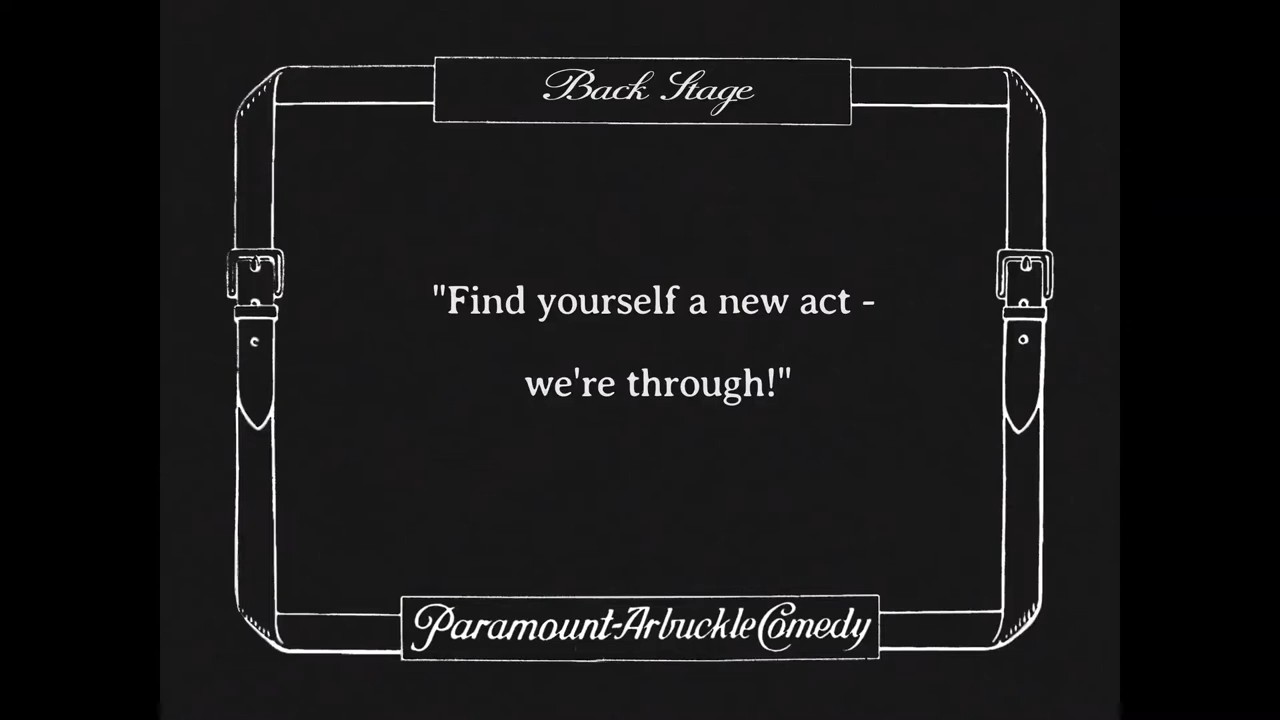 Back Stage
"Find yourself a new act -
we're through!"
Paramount-Arbuckle Comedy